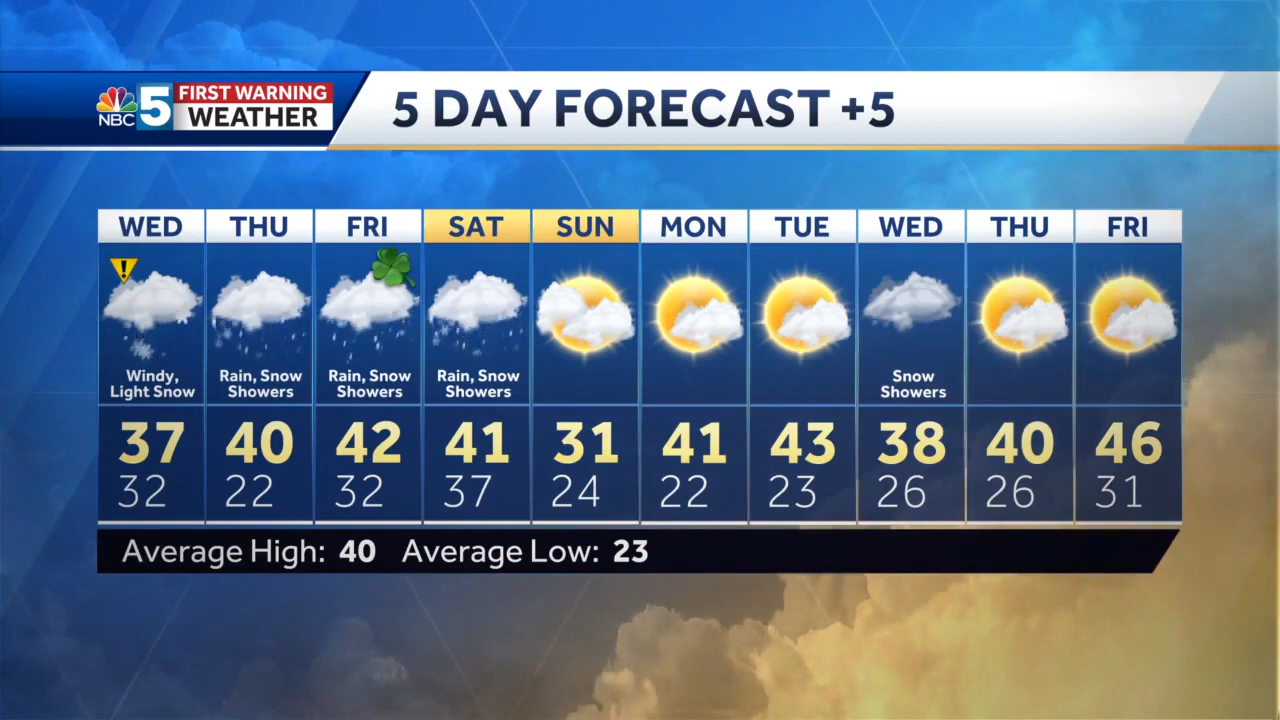 NBC 5 FIRST WARNING
WEATHER
5 DAY FORECAST +5
WED THU FRI SAT SUN MON TUE WED THU FRI
!
Windy, Rain, Snow Rain, Snow Rain, Snow Snow
Light Snow Showers Showers Showers Showers
37 40 42 41 31 41 43 38 40 46
32 22 32 37 24 22 23 26 26 31
Average High: 40 Average Low: 23